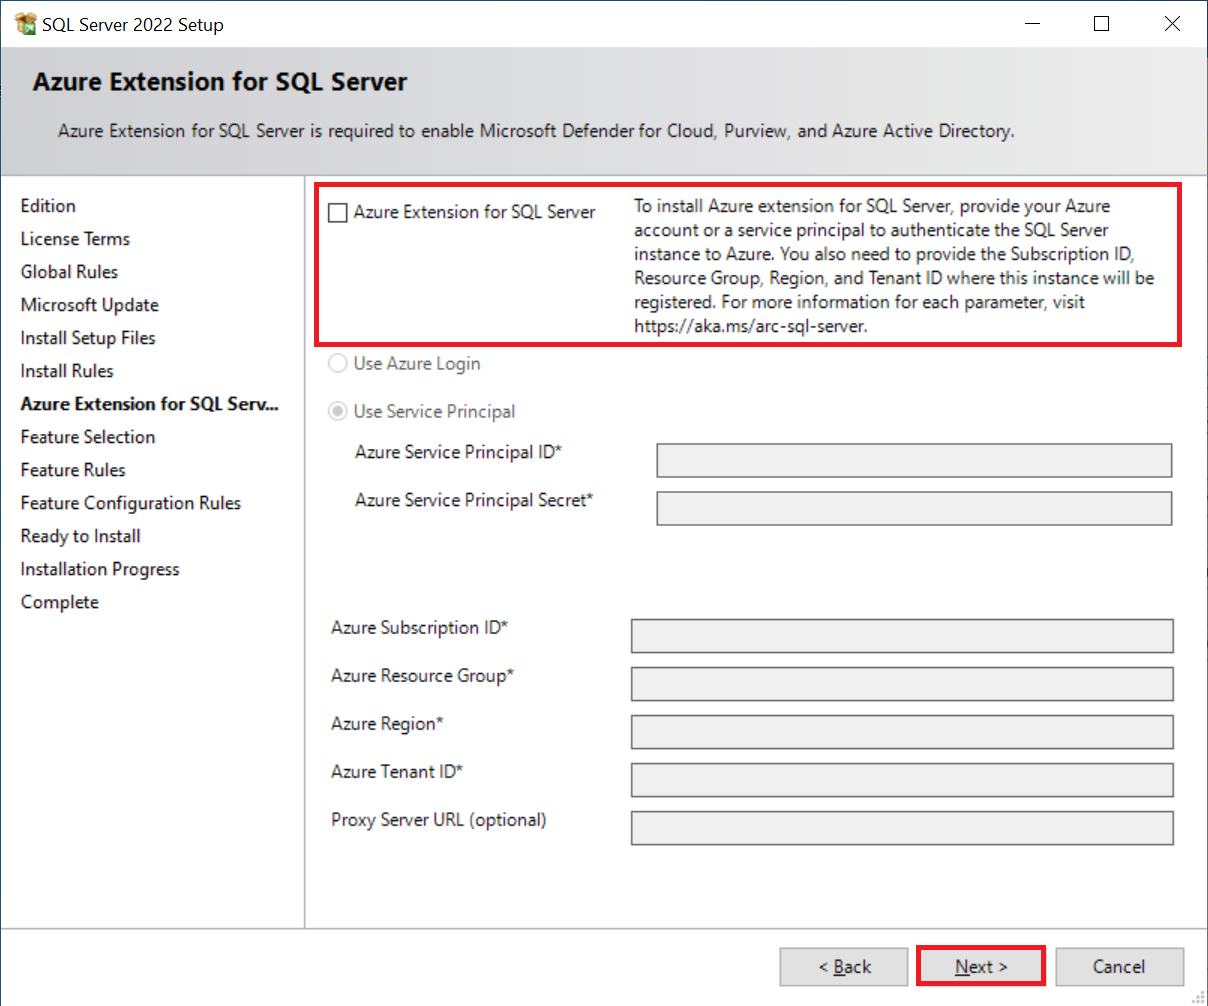 SQL Server 2022 Setup
Azure Extension for SQL Server
Azure Extension for SQL Server is required to enable Microsoft Defender for Cloud, Purview, and Azure Active Directory.
Edition
License Terms
Global Rules
Microsoft Update
Install Setup Files
Install Rules
Azure Extension for SQL Serv...
Feature Selection
Feature Rules
Feature Configuration Rules
Ready to Install
Installation Progress
Complete
Azure Extension for SQL Server
To install Azure extension for SQL Server, provide your Azure
account or a service principal to authenticate the SQL Server
instance to Azure. You also need to provide the Subscription ID,
Resource Group, Region, and Tenant ID where this instance will be
registered. For more information for each parameter, visit
https://aka.ms/arc-sql-server.
Use Azure Login
Use Service Principal
Azure Service Principal ID*
Azure Service Principal Secret*
Azure Subscription ID*
Azure Resource Group*
Azure Region*
Azure Tenant ID*
Proxy Server URL (optional)
< Back
Next >
Cancel